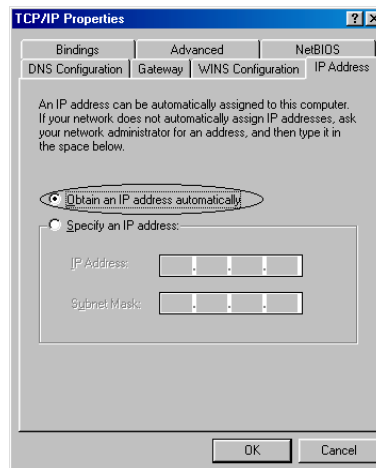 TCP/IP Properties
Bindings
Advanced
NetBIOS
DNS Configuration
Gateway
WINS Configuration
IP Address
An IP address can be automatically assigned to this computer.
If your network does not automatically assign IP addresses, ask
your network administrator for an address, and then type it in
the space below.
Obtain an IP address automatically
Specify an IP address:
IP Address:
Subnet Mask:
OK
Cancel